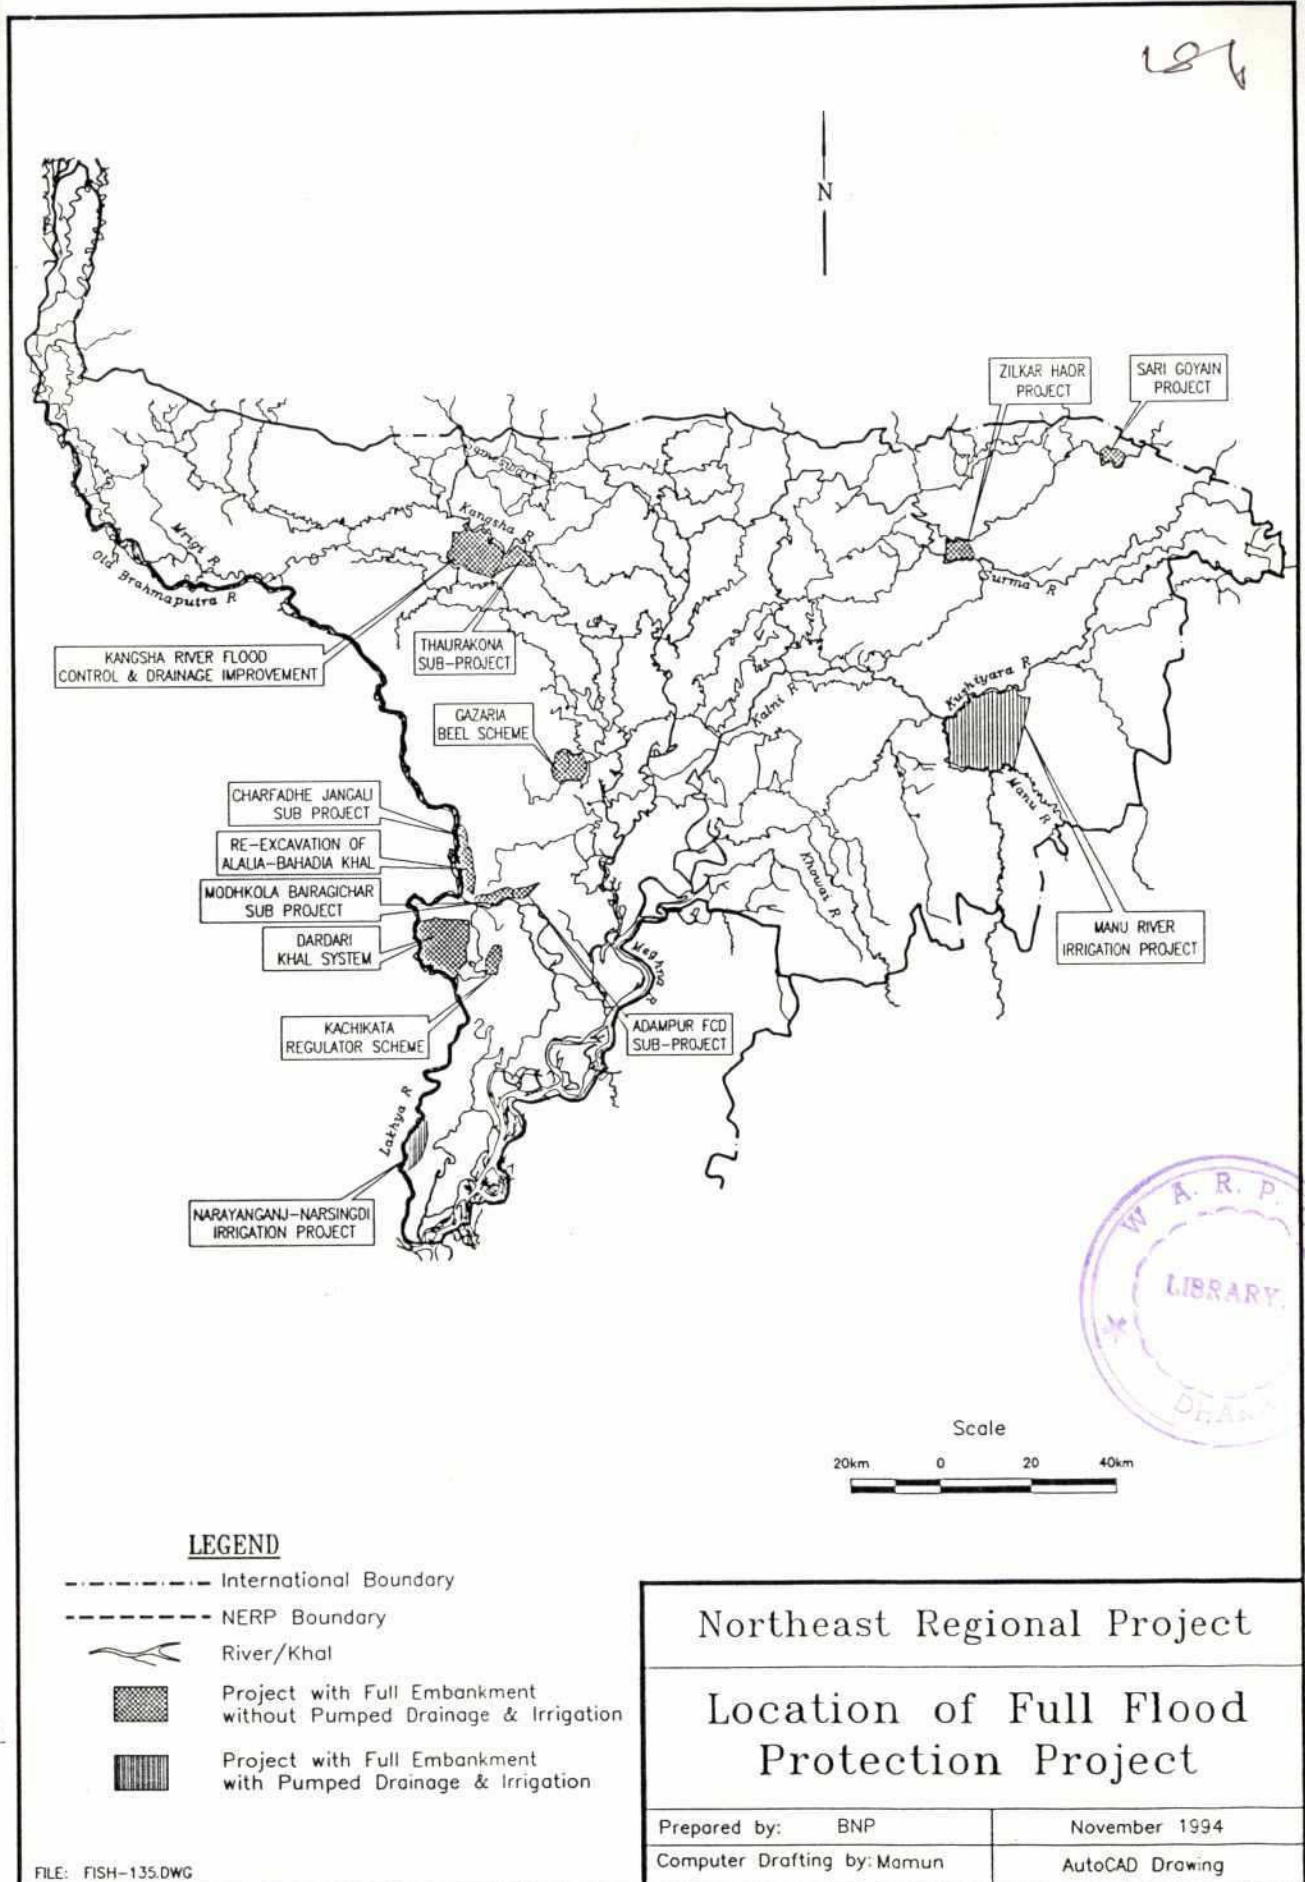 N
ZILKAR HAOR
PROJECT
SARI GOYAIN
PROJECT
Kangsha R
Mrigi R
Old Brahmaputra R
Surma R
KANGSHA RIVER FLOOD
CONTROL & DRAINAGE IMPROVEMENT
THAURAKONA
SUB-PROJECT
Kushiyara R
Kalni R
GAZARIA
BEEL SCHEME
CHARFADHE JANGALI
SUB PROJECT
Manu R
RE-EXCAVATION OF
ALALIA-BAHADIA KHAL
Khowai R
MODHKOLA BAIRAGICHAR
SUB PROJECT
MANU RIVER
IRRIGATION PROJECT
DARDARI
KHAL SYSTEM
Meghna R
KACHIKATA
REGULATOR SCHEME
ADAMPUR FCD
SUB-PROJECT
Lakhya R
NARAYANGANJ-NARSINGDI
IRRIGATION PROJECT
W A. R. P.
LIBRARY.
DHAKA
Scale
20km 0 20 40km
LEGEND
International Boundary
NERP Boundary
River/Khal
Project with Full Embankment
without Pumped Drainage & Irrigation
Project with Full Embankment
with Pumped Drainage & Irrigation
Northeast Regional Project
Location of Full Flood
Protection Project
Prepared by: BNP
November 1994
Computer Drafting by: Mamun
AutoCAD Drawing
FILE: FISH-135.DWG